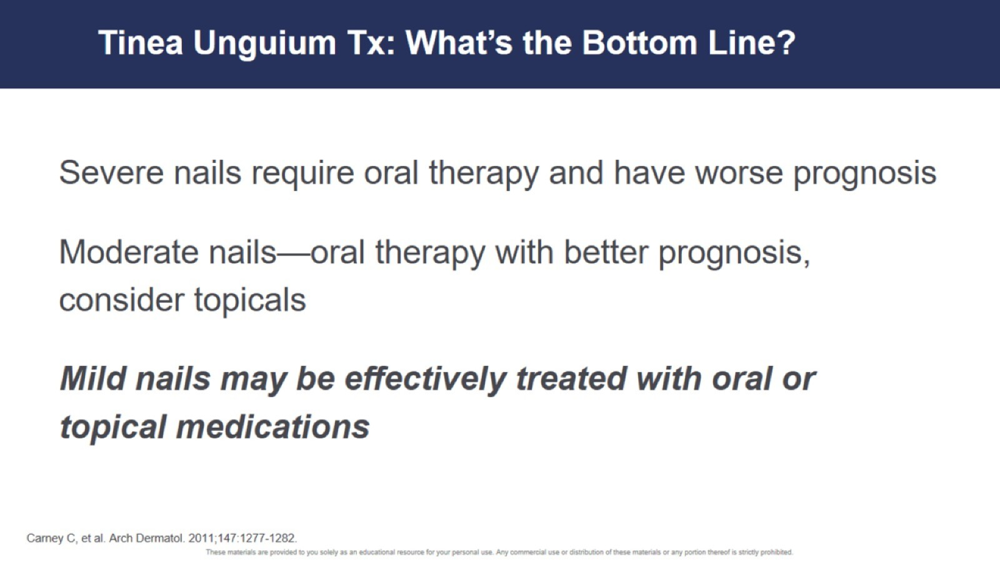 Tinea Unguium Tx: What’s the Bottom Line?
Severe nails require oral therapy and have worse prognosis
Moderate nails—oral therapy with better prognosis,
consider topicals
Mild nails may be effectively treated with oral or
topical medications
Carney C, et al. Arch Dermatol. 2011;147:1277-1282.
These materials are provided to you solely as an educational resource for your personal use. Any commercial use or distribution of these materials or any portion thereof is strictly prohibited.